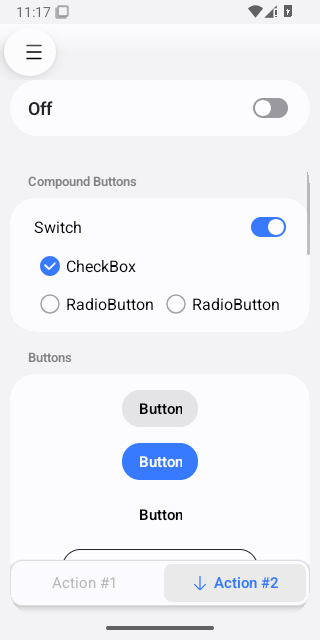 11:17
Off
Compound Buttons
Switch
CheckBox
RadioButton RadioButton
Buttons
Button
Button
Button
Action #1 Action #2